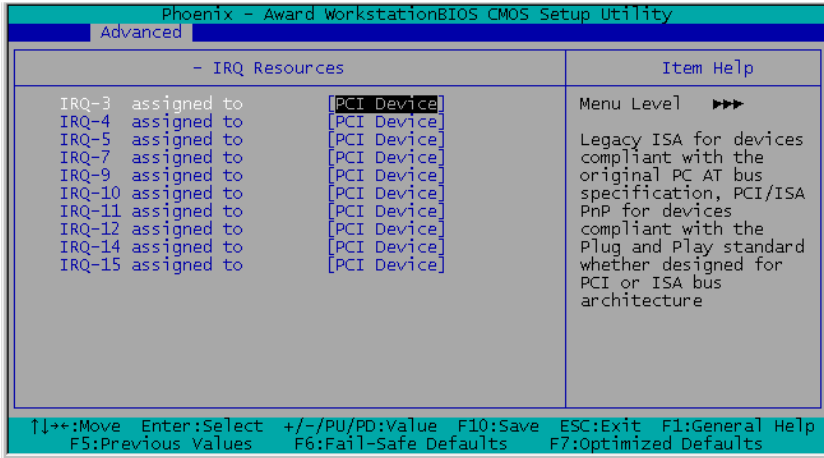 Phoenix - Award WorkstationBIOS CMOS Setup Utility
Advanced
- IRQ Resources
IRQ-3 assigned to [PCI Device]
IRQ-4 assigned to [PCI Device]
IRQ-5 assigned to [PCI Device]
IRQ-7 assigned to [PCI Device]
IRQ-9 assigned to [PCI Device]
IRQ-10 assigned to [PCI Device]
IRQ-11 assigned to [PCI Device]
IRQ-12 assigned to [PCI Device]
IRQ-14 assigned to [PCI Device]
IRQ-15 assigned to [PCI Device]
Item Help
Menu Level ►►►
Legacy ISA for devices
compliant with the
original PC AT bus
specification, PCI/ISA
PnP for devices
compliant with the
Plug and Play standard
whether designed for
PCI or ISA bus
architecture
↑↓→←:Move Enter:Select +/-/PU/PD:Value F10:Save ESC:Exit F1:General Help
F5:Previous Values F6:Fail-Safe Defaults F7:Optimized Defaults